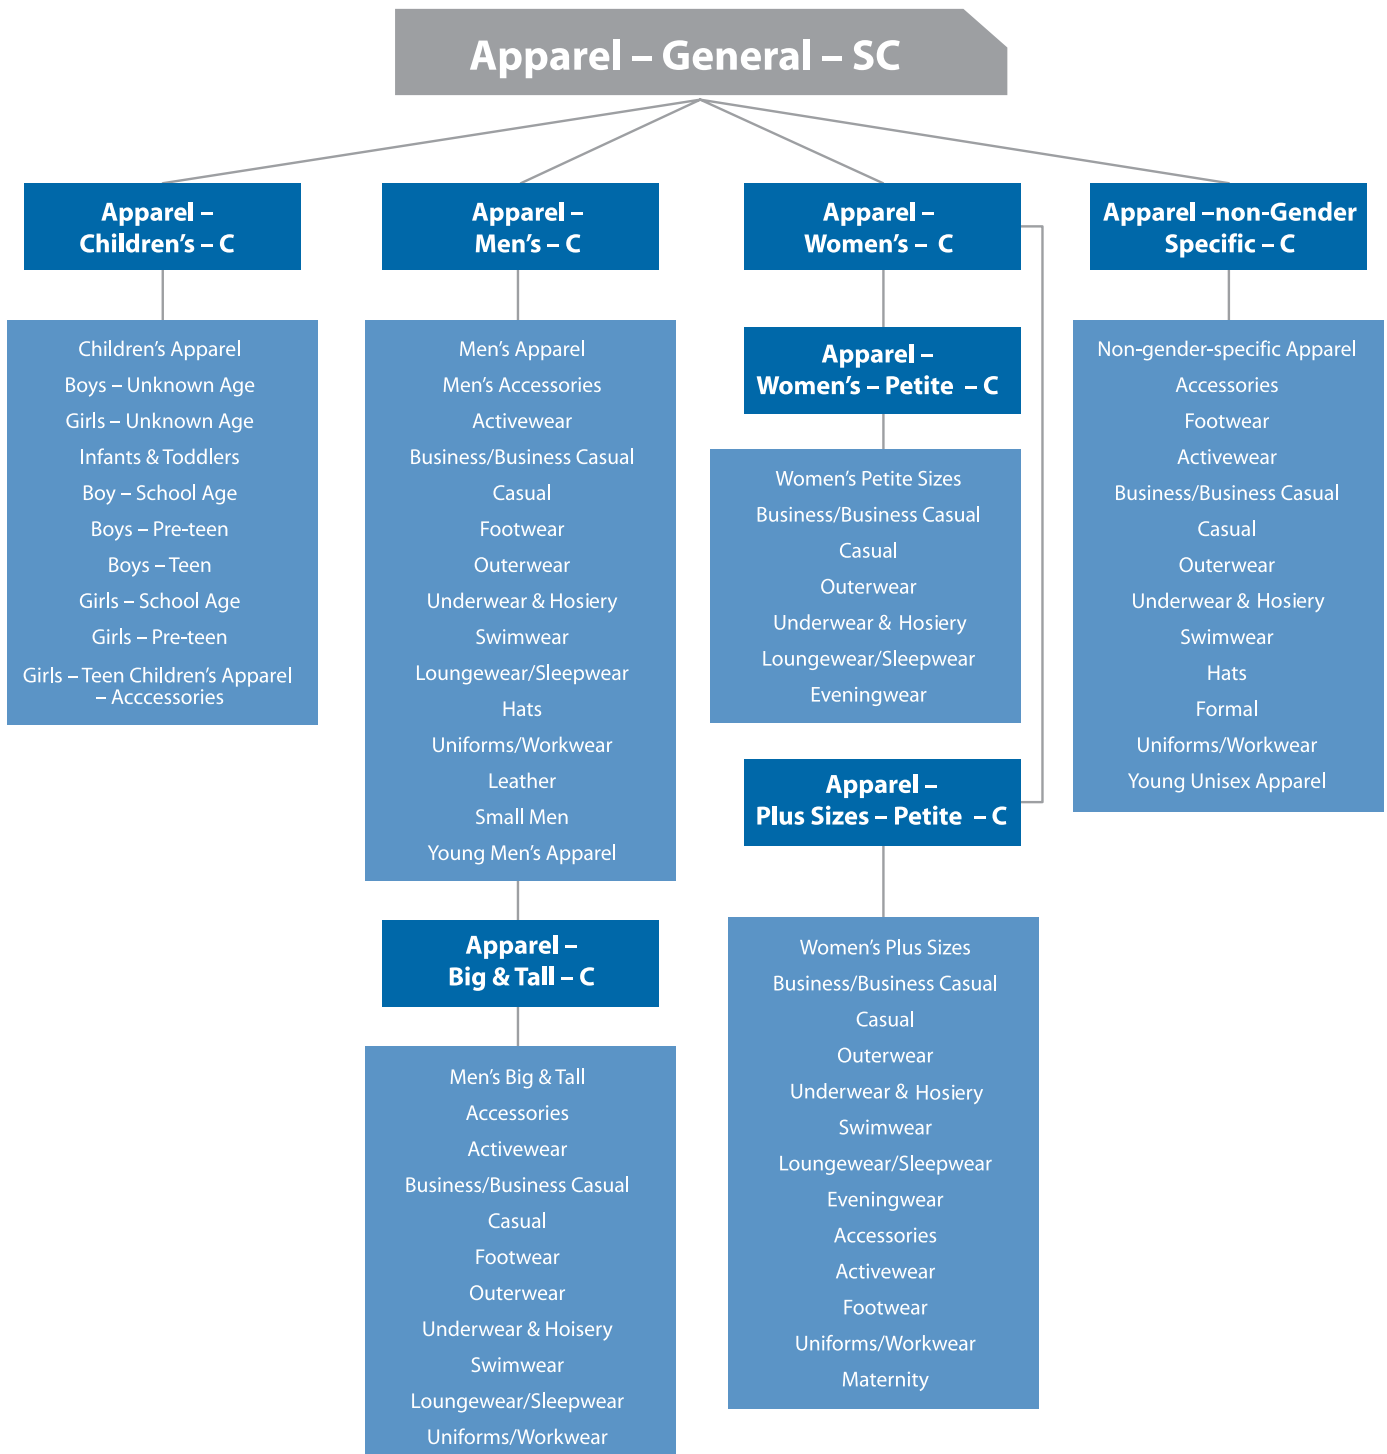 Apparel – General – SC
Apparel –
Children's – C
Children's Apparel
Boys – Unknown Age
Girls – Unknown Age
Infants & Toddlers
Boy – School Age
Boys – Pre-teen
Boys – Teen
Girls – School Age
Girls – Pre-teen
Girls – Teen Children's Apparel
– Acccessories
Apparel –
Men's – C
Men's Apparel
Men's Accessories
Activewear
Business/Business Casual
Casual
Footwear
Outerwear
Underwear & Hosiery
Swimwear
Loungewear/Sleepwear
Hats
Uniforms/Workwear
Leather
Small Men
Young Men's Apparel
Apparel –
Big & Tall – C
Men's Big & Tall
Accessories
Activewear
Business/Business Casual
Casual
Footwear
Outerwear
Underwear & Hoisery
Swimwear
Loungewear/Sleepwear
Uniforms/Workwear
Apparel –
Women's – C
Apparel –
Women's – Petite – C
Women's Petite Sizes
Business/Business Casual
Casual
Outerwear
Underwear & Hosiery
Loungewear/Sleepwear
Eveningwear
Apparel –
Plus Sizes – Petite – C
Women's Plus Sizes
Business/Business Casual
Casual
Outerwear
Underwear & Hosiery
Swimwear
Loungewear/Sleepwear
Eveningwear
Accessories
Activewear
Footwear
Uniforms/Workwear
Maternity
Apparel –non-Gender
Specific – C
Non-gender-specific Apparel
Accessories
Footwear
Activewear
Business/Business Casual
Casual
Outerwear
Underwear & Hosiery
Swimwear
Hats
Formal
Uniforms/Workwear
Young Unisex Apparel